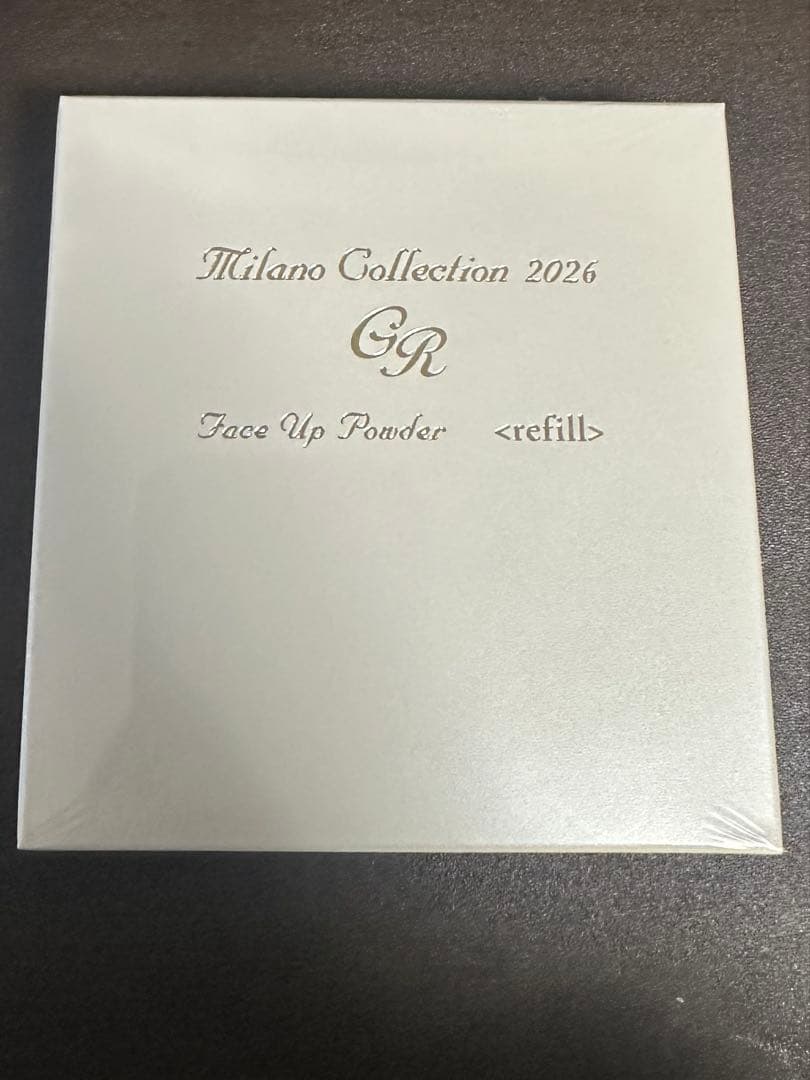 Milano Collection 2026
GR
Face Up Powder <refill>